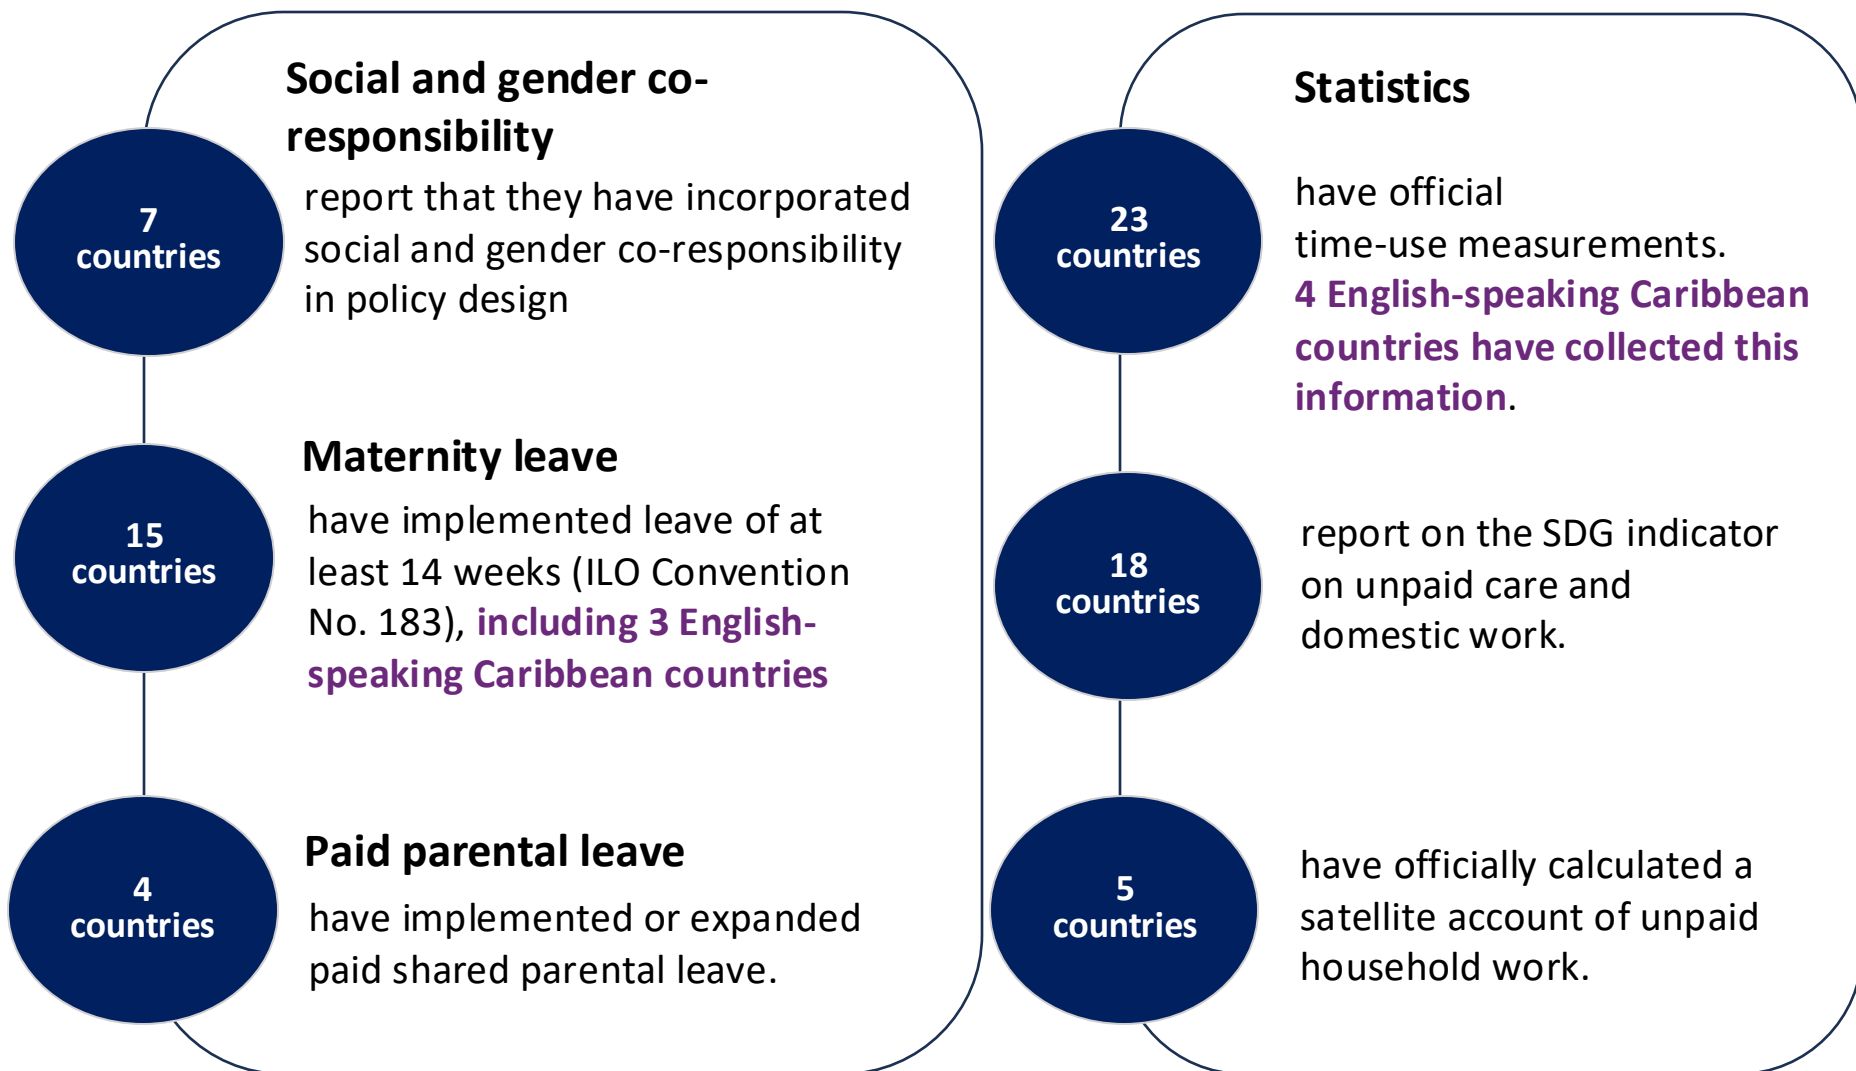 Social and gender co-
responsibility
7
countries
report that they have incorporated
social and gender co-responsibility
in policy design
Maternity leave
15
countries
have implemented leave of at
least 14 weeks (ILO Convention
No. 183), including 3 English-
speaking Caribbean countries
Paid parental leave
4
countries
have implemented or expanded
paid shared parental leave.
Statistics
23
countries
have official
time-use measurements.
4 English-speaking Caribbean
countries have collected this
information.
18
countries
report on the SDG indicator
on unpaid care and
domestic work.
5
countries
have officially calculated a
satellite account of unpaid
household work.